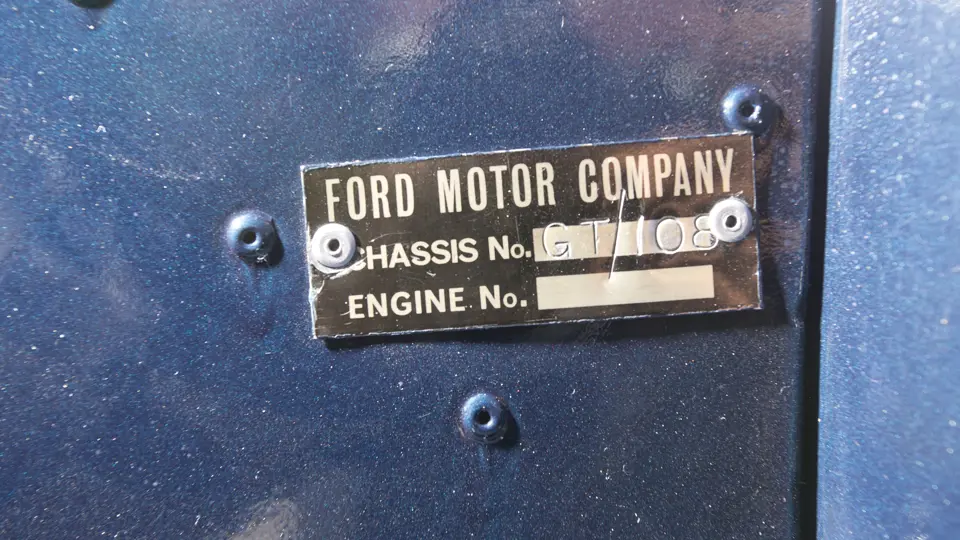 FORD MOTOR COMPANY
CHASSIS No. GT/108
ENGINE No.